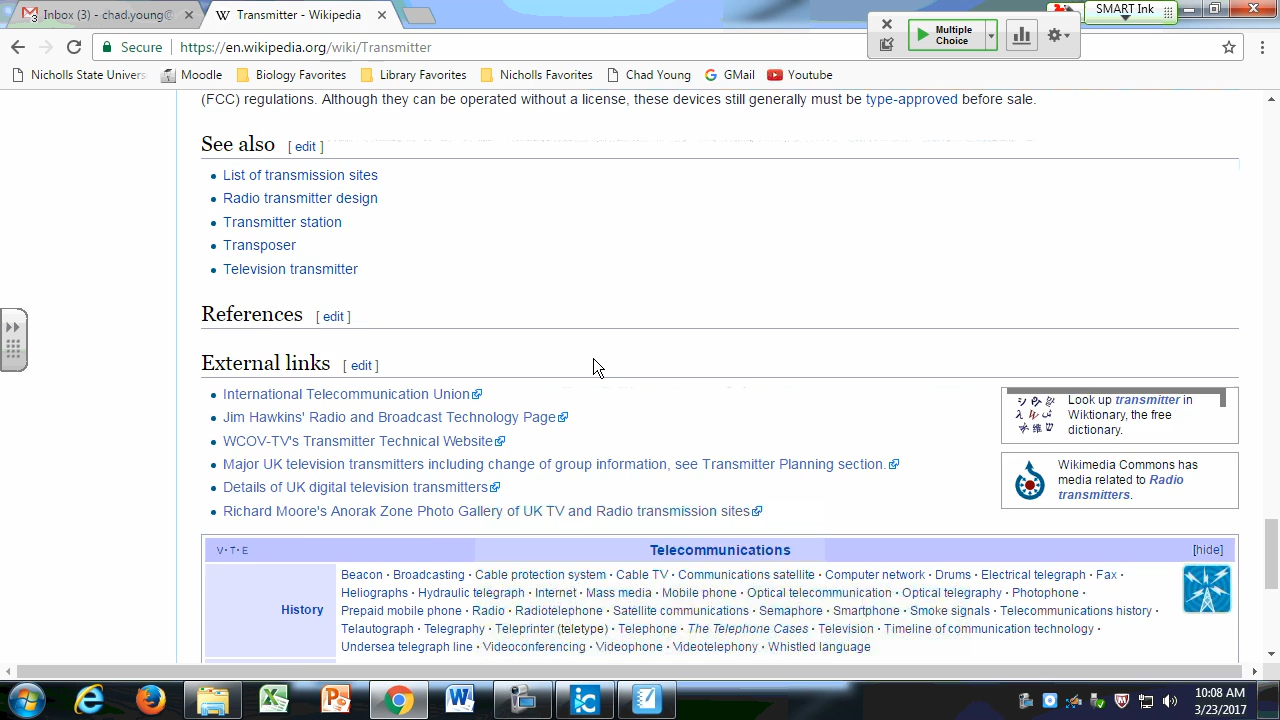 Inbox (3) - chad.young@
Transmitter - Wikipedia
SMART Ink
Secure
https://en.wikipedia.org/wiki/Transmitter
Multiple
Choice
Nicholls State Univers
Moodle
Biology Favorites
Library Favorites
Nicholls Favorites
Chad Young
GMail
Youtube
(FCC) regulations. Although they can be operated without a license, these devices still generally must be type-approved before sale.
See also [ edit ]
List of transmission sites
Radio transmitter design
Transmitter station
Transposer
Television transmitter
References [ edit ]
External links [ edit ]
International Telecommunication Union
Jim Hawkins' Radio and Broadcast Technology Page
WCOV-TV's Transmitter Technical Website
Major UK television transmitters including change of group information, see Transmitter Planning section.
Details of UK digital television transmitters
Richard Moore's Anorak Zone Photo Gallery of UK TV and Radio transmission sites
Look up transmitter in
Wiktionary, the free
dictionary.
Wikimedia Commons has
media related to Radio
transmitters.
V · T · E
Telecommunications
[hide]
History
Beacon · Broadcasting · Cable protection system · Cable TV · Communications satellite · Computer network · Drums · Electrical telegraph · Fax ·
Heliographs · Hydraulic telegraph · Internet · Mass media · Mobile phone · Optical telecommunication · Optical telegraphy · Photophone ·
Prepaid mobile phone · Radio · Radiotelephone · Satellite communications · Semaphore · Smartphone · Smoke signals · Telecommunications history ·
Telautograph · Telegraphy · Teleprinter (teletype) · Telephone · The Telephone Cases · Television · Timeline of communication technology ·
Undersea telegraph line · Videoconferencing · Videophone · Videotelephony · Whistled language
10:08 AM
3/23/2017